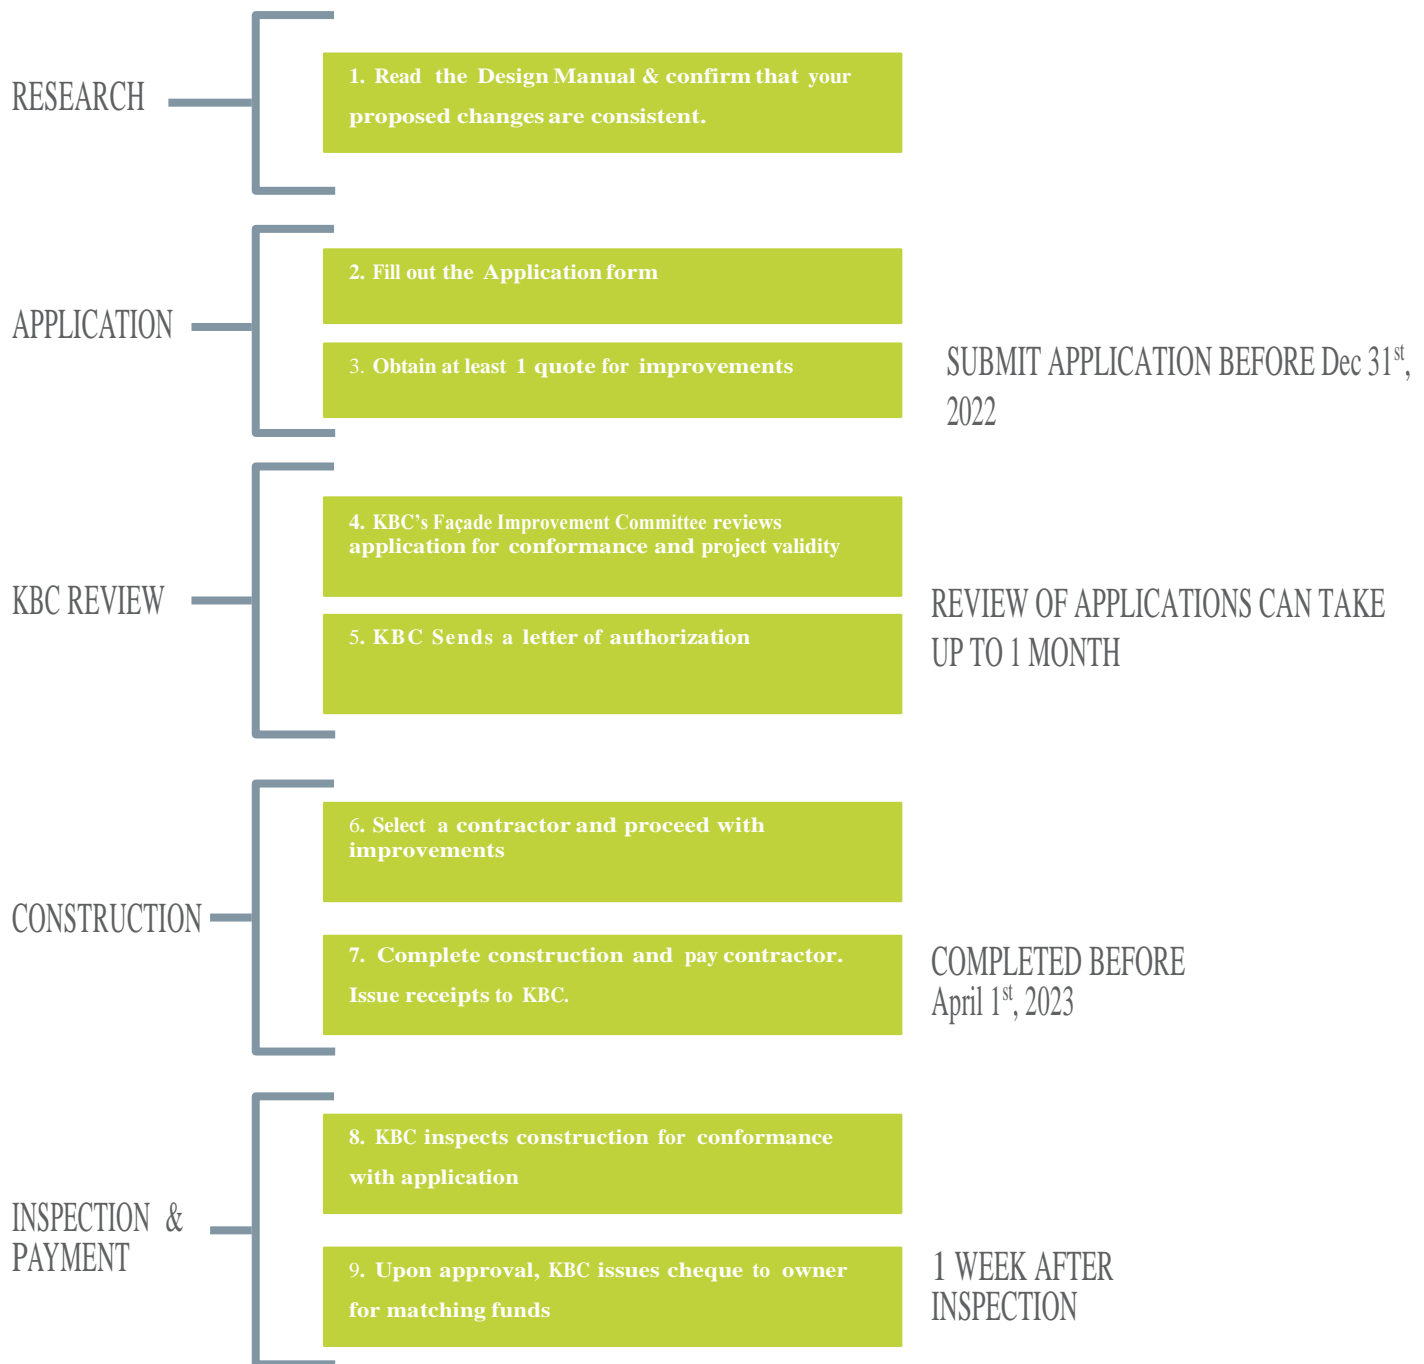 RESEARCH
1. Read the Design Manual & confirm that your
proposed changes are consistent.
APPLICATION
2. Fill out the Application form
3. Obtain at least 1 quote for improvements
SUBMIT APPLICATION BEFORE Dec 31st,
2022
KBC REVIEW
4. KBC's Façade Improvement Committee reviews
application for conformance and project validity
5. KBC Sends a letter of authorization
REVIEW OF APPLICATIONS CAN TAKE
UP TO 1 MONTH
CONSTRUCTION
6. Select a contractor and proceed with
improvements
7. Complete construction and pay contractor.
Issue receipts to KBC.
COMPLETED BEFORE
April 1st, 2023
INSPECTION &
PAYMENT
8. KBC inspects construction for conformance
with application
9. Upon approval, KBC issues cheque to owner
for matching funds
1 WEEK AFTER
INSPECTION